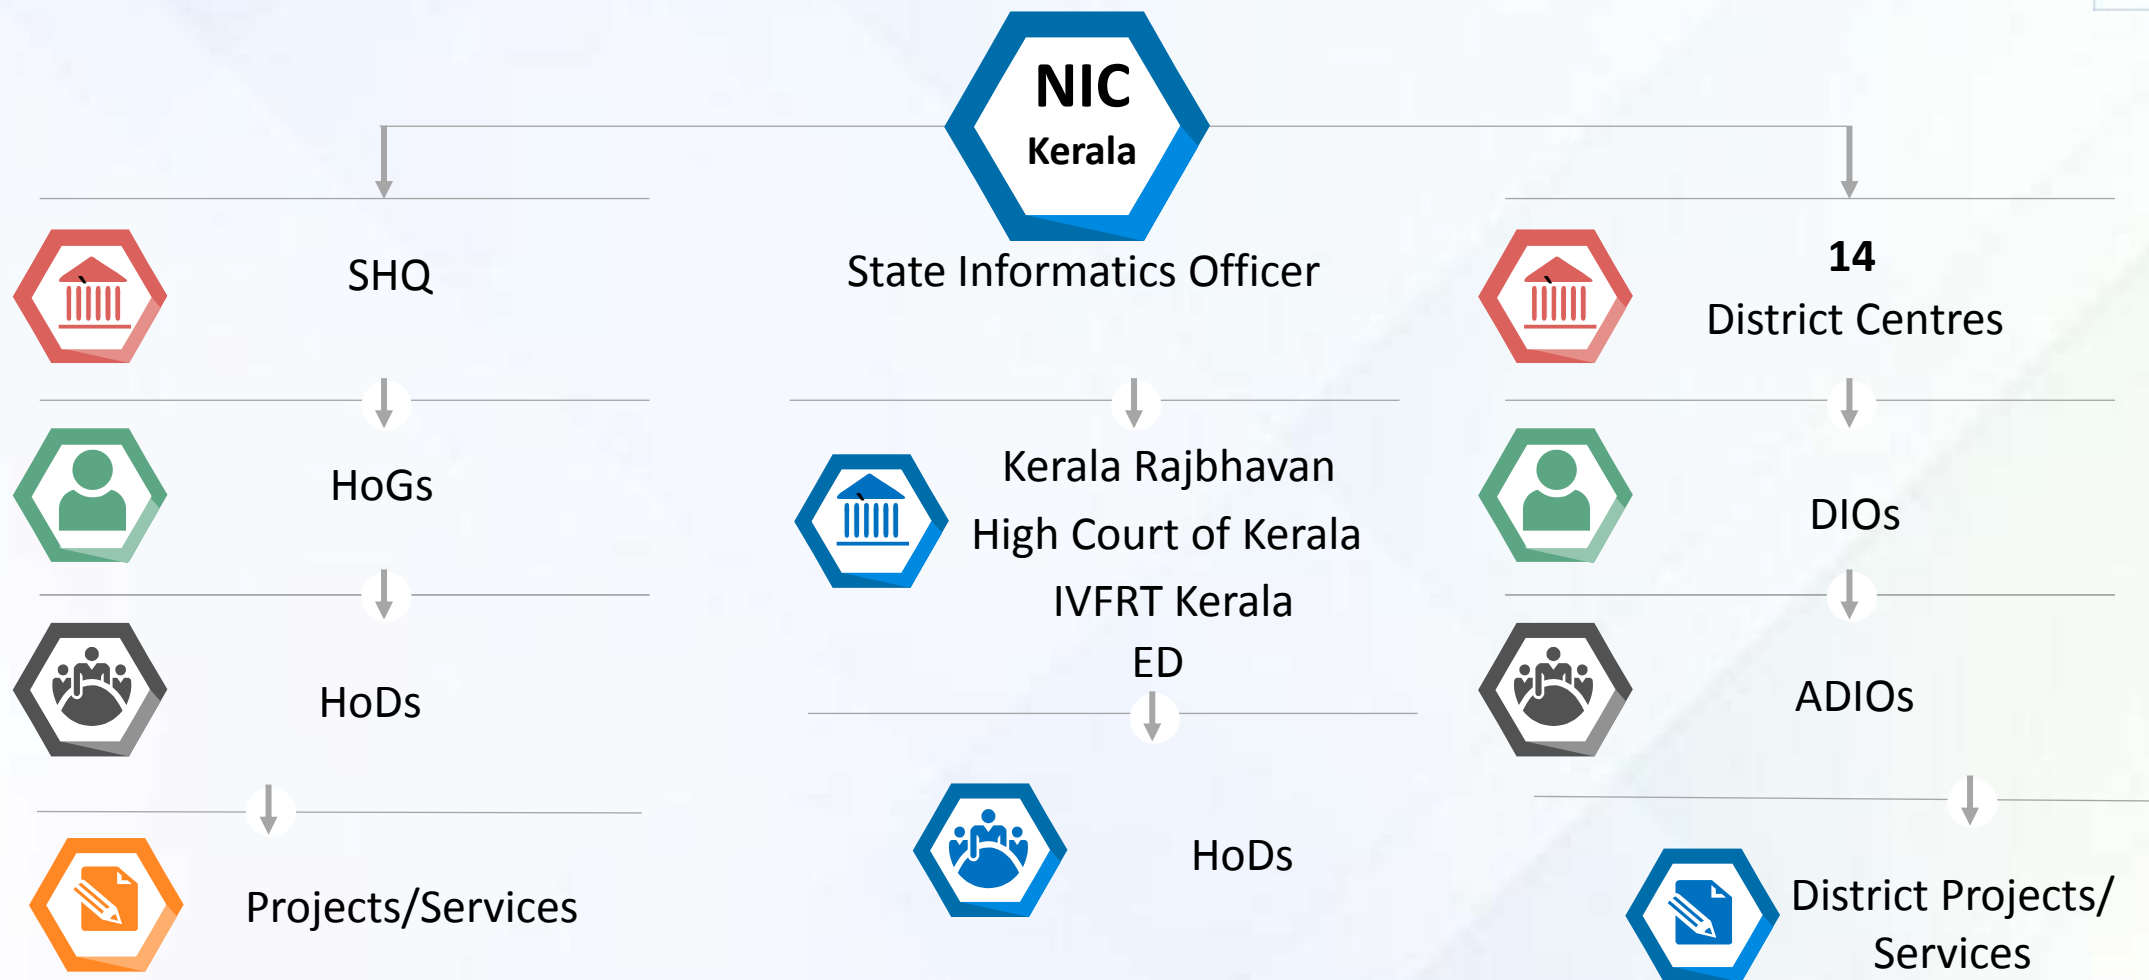 NIC
Kerala
State Informatics Officer
SHQ
HoGs
HoDs
Projects/Services
Kerala Rajbhavan
High Court of Kerala
IVFRT Kerala
ED
HoDs
14
District Centres
DIOs
ADIOs
District Projects/
Services